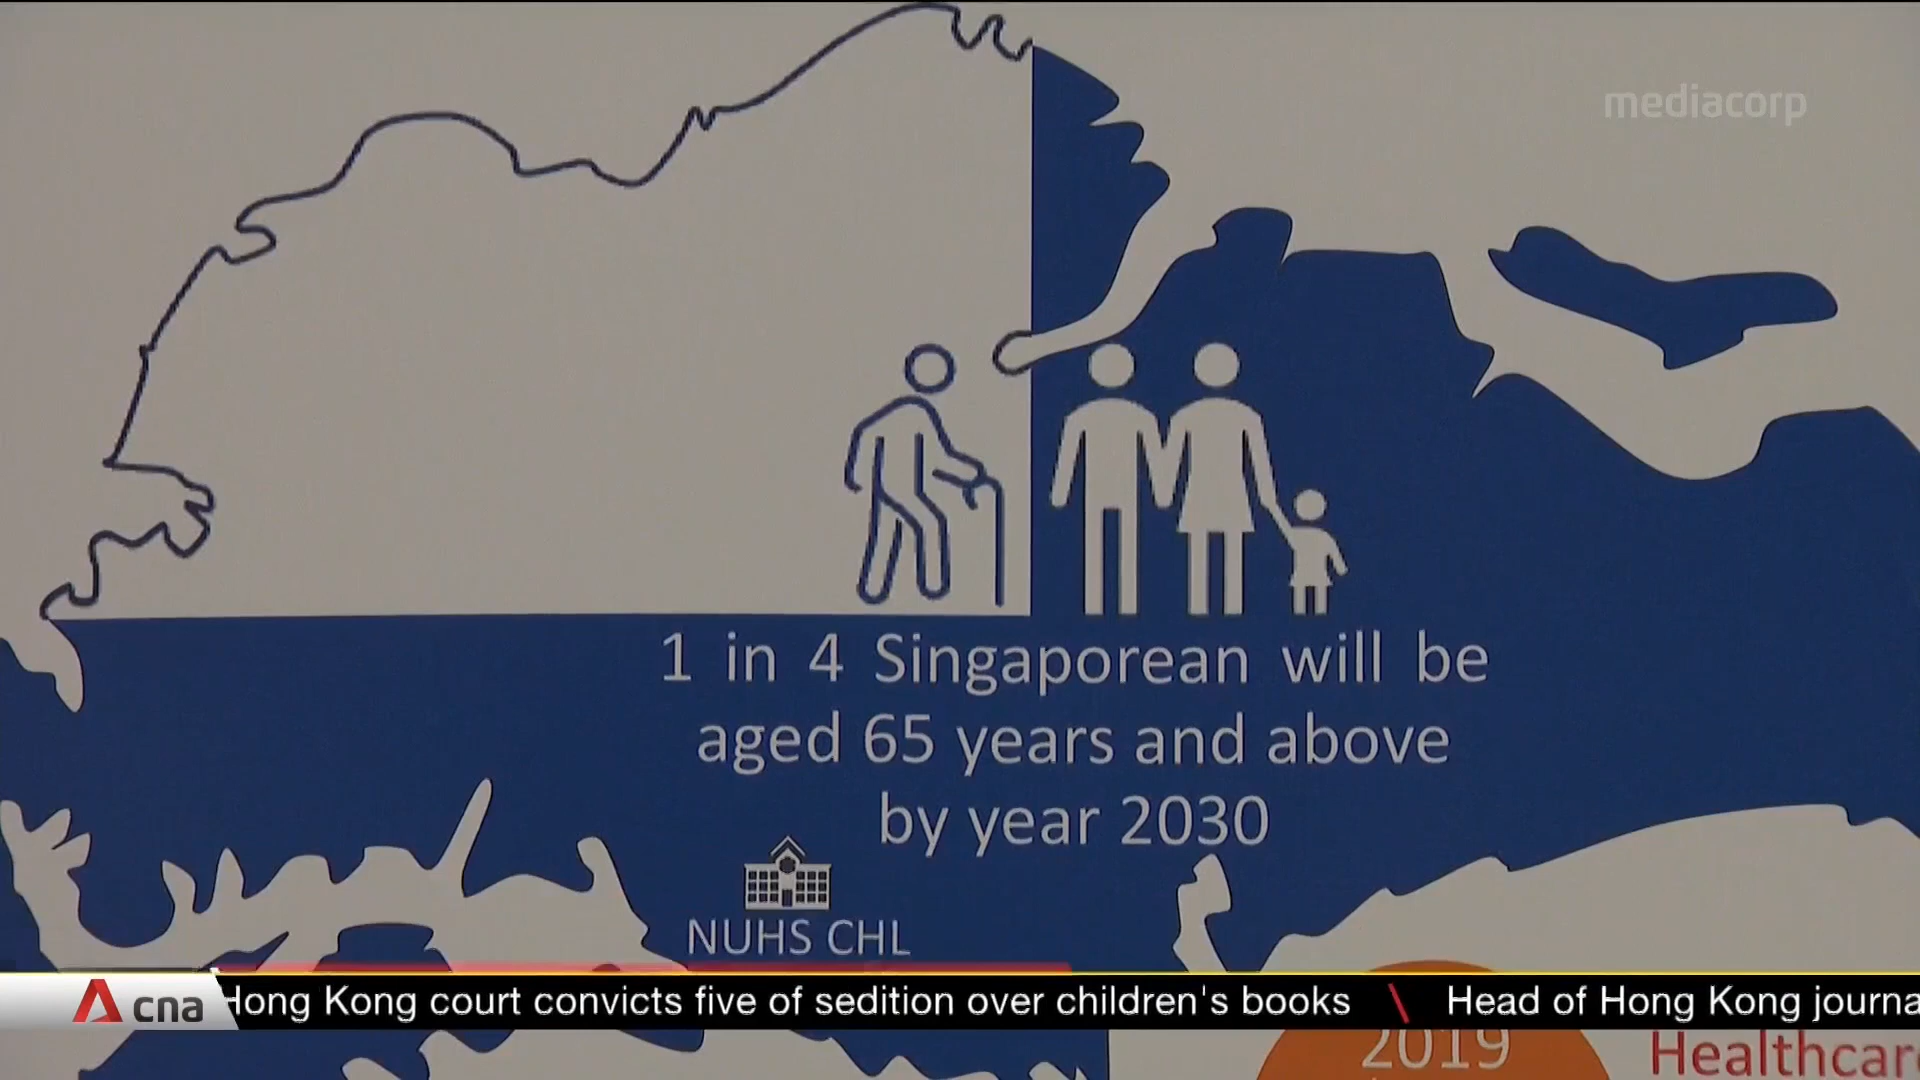 mediacorp
1 in 4 Singaporean will be
aged 65 years and above
by year 2030
NUHS CHL
cna
Hong Kong court convicts five of sedition over children's books \ Head of Hong Kong journa
2019
Healthcar